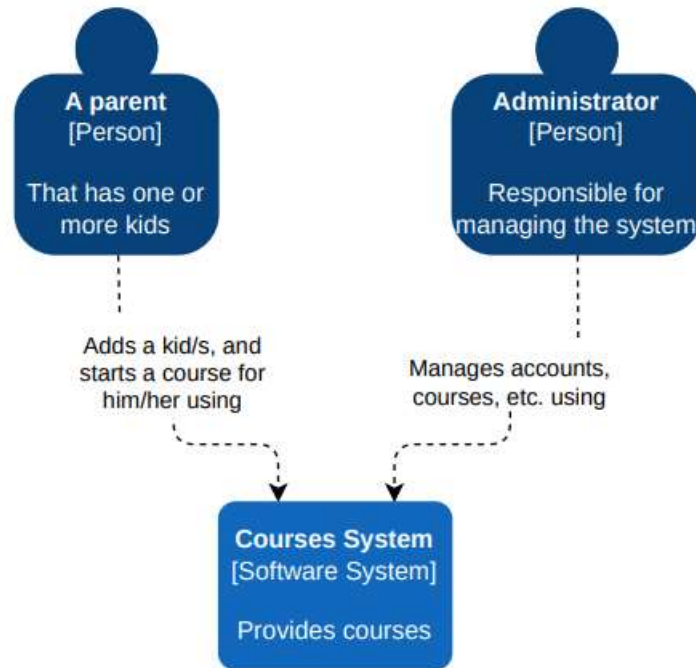 A parent
[Person]
That has one or
more kids
Administrator
[Person]
Responsible for
managing the system
Adds a kid/s, and
starts a course for
him/her using
Manages accounts,
courses, etc. using
Courses System
[Software System]
Provides courses